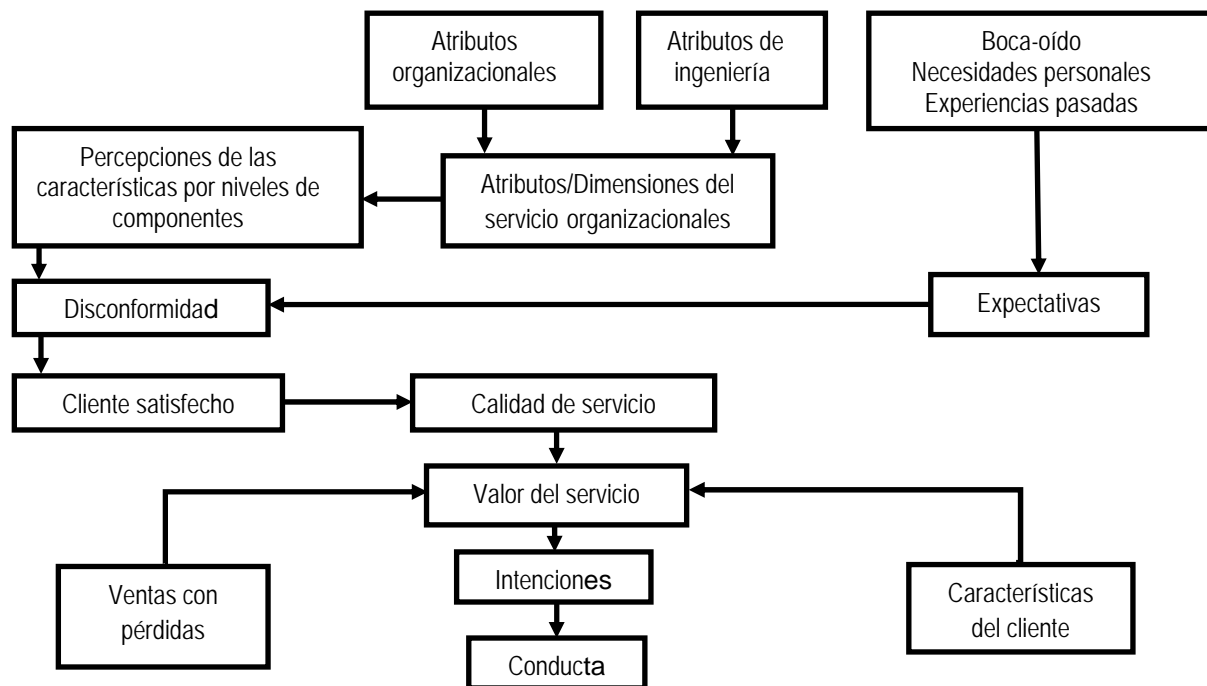 Atributos
organizacionales
Atributos de
ingeniería
Boca-oído
Necesidades personales
Experiencias pasadas
Percepciones de las
características por niveles de
componentes
Atributos/Dimensiones del
servicio organizacionales
Disconformidad
Expectativas
Cliente satisfecho
Calidad de servicio
Valor del servicio
Ventas con
pérdidas
Intenciones
Características
del cliente
Conducta